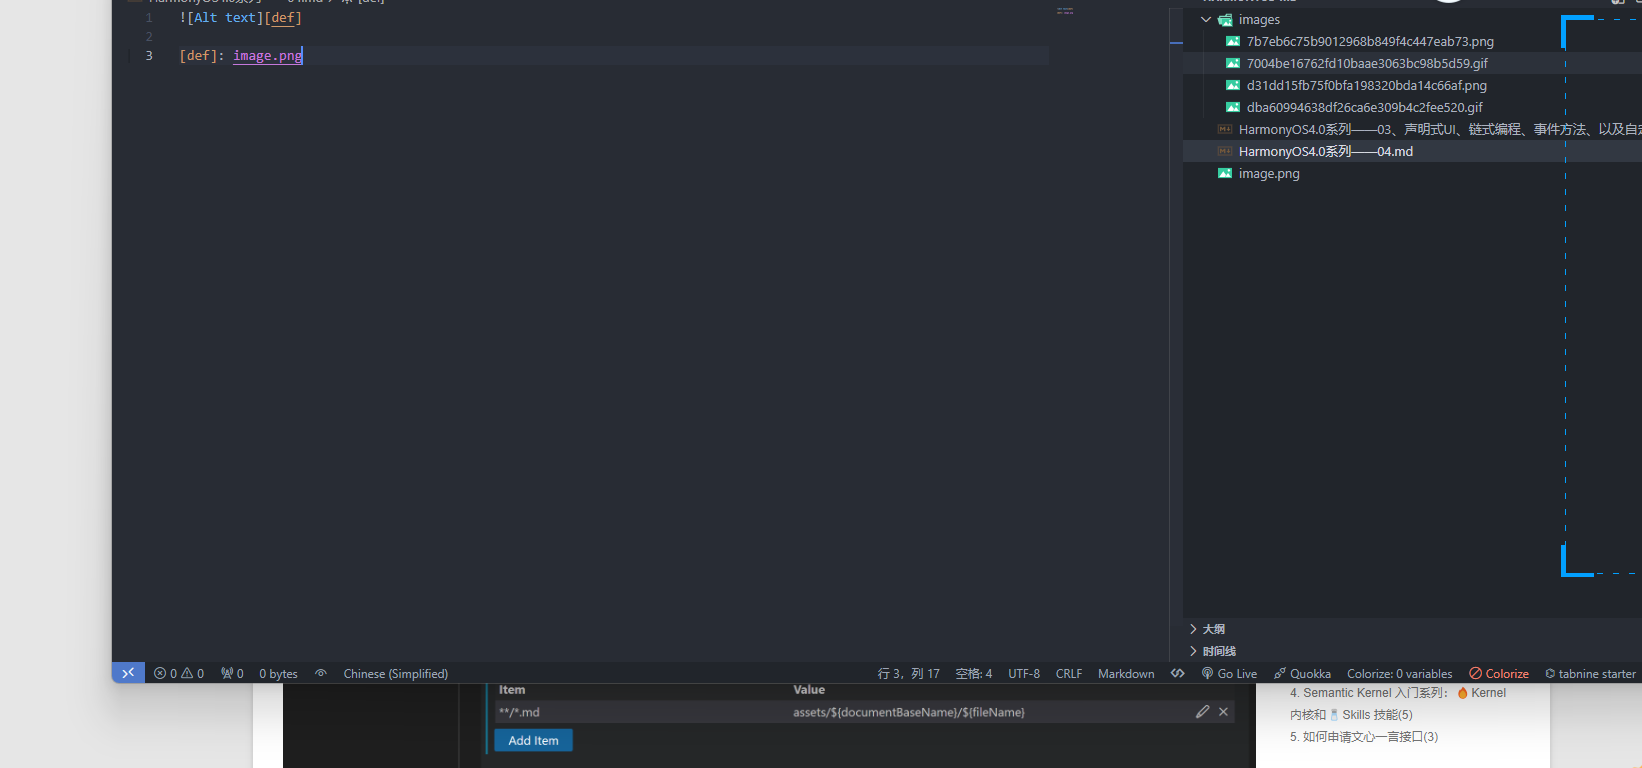 1 ![Alt text][def]
2
3 [def]: image.png
images
7b7eb6c75b9012968b849f4c447eab73.png
7004be16762fd10baae3063bc98b5d59.gif
d31dd15fb75f0bfa198320bda14c66af.png
dba60994638df26ca6e309b4c2fee520.gif
HarmonyOS4.0系列——03、声明式UI、链式编程、事件方法、以及自定
HarmonyOS4.0系列——04.md
image.png
大纲
时间线
0 0 0 0 bytes Chinese (Simplified) 行 3，列 17 空格: 4 UTF-8 CRLF Markdown Go Live Quokka Colorize: 0 variables Colorize tabnine starter
Item Value
**/*.md assets/${documentBaseName}/${fileName}
Add Item
4. Semantic Kernel 入门系列：🔥Kernel
内核和🧂Skills 技能(5)
5. 如何申请文心一言接口(3)